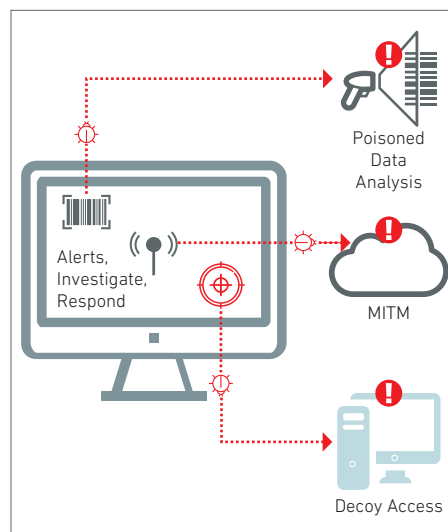 Poisoned
Data
Analysis
Alerts,
Investigate,
Respond
MITM
Decoy Access